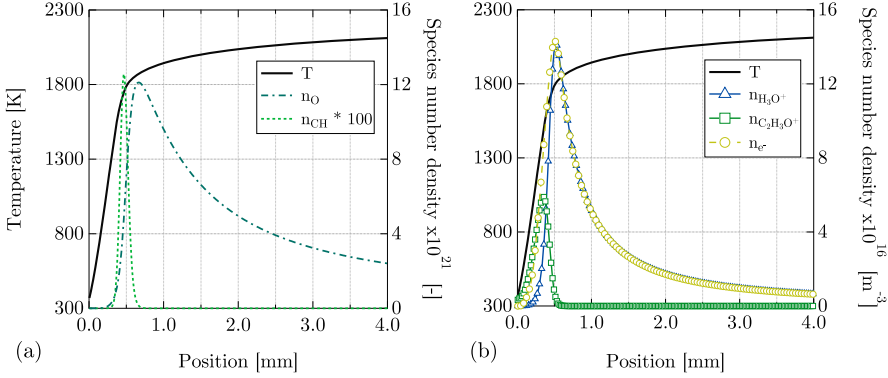 2300
1800
1300
800
300
Temperature [K]
16
12
8
4
0
Species number density x10^21 [-]
T
n_O
n_CH * 100
0.0 1.0 2.0 3.0 4.0
Position [mm]
(a)
2300
1800
1300
800
300
16
12
8
4
0
Species number density x10^16 [m^-3]
T
n_H3O+
n_C2H3O+
n_e-
0.0 1.0 2.0 3.0 4.0
Position [mm]
(b)